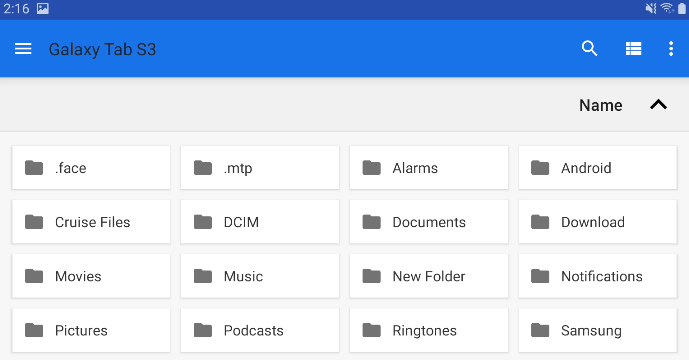 2:16
Galaxy Tab S3
Name
.face .mtp Alarms Android
Cruise Files DCIM Documents Download
Movies Music New Folder Notifications
Pictures Podcasts Ringtones Samsung